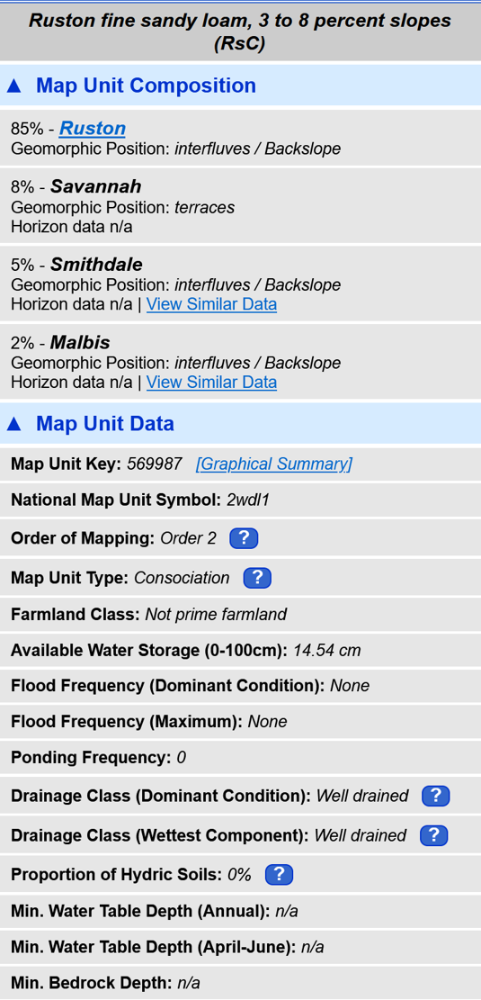 Ruston fine sandy loam, 3 to 8 percent slopes
(RsC)
▲ Map Unit Composition
85% - Ruston
Geomorphic Position: interfluves / Backslope
8% - Savannah
Geomorphic Position: terraces
Horizon data n/a
5% - Smithdale
Geomorphic Position: interfluves / Backslope
Horizon data n/a | View Similar Data
2% - Malbis
Geomorphic Position: interfluves / Backslope
Horizon data n/a | View Similar Data
▲ Map Unit Data
Map Unit Key: 569987 [Graphical Summary]
National Map Unit Symbol: 2wdl1
Order of Mapping: Order 2 ?
Map Unit Type: Consociation ?
Farmland Class: Not prime farmland
Available Water Storage (0-100cm): 14.54 cm
Flood Frequency (Dominant Condition): None
Flood Frequency (Maximum): None
Ponding Frequency: 0
Drainage Class (Dominant Condition): Well drained ?
Drainage Class (Wettest Component): Well drained ?
Proportion of Hydric Soils: 0% ?
Min. Water Table Depth (Annual): n/a
Min. Water Table Depth (April-June): n/a
Min. Bedrock Depth: n/a